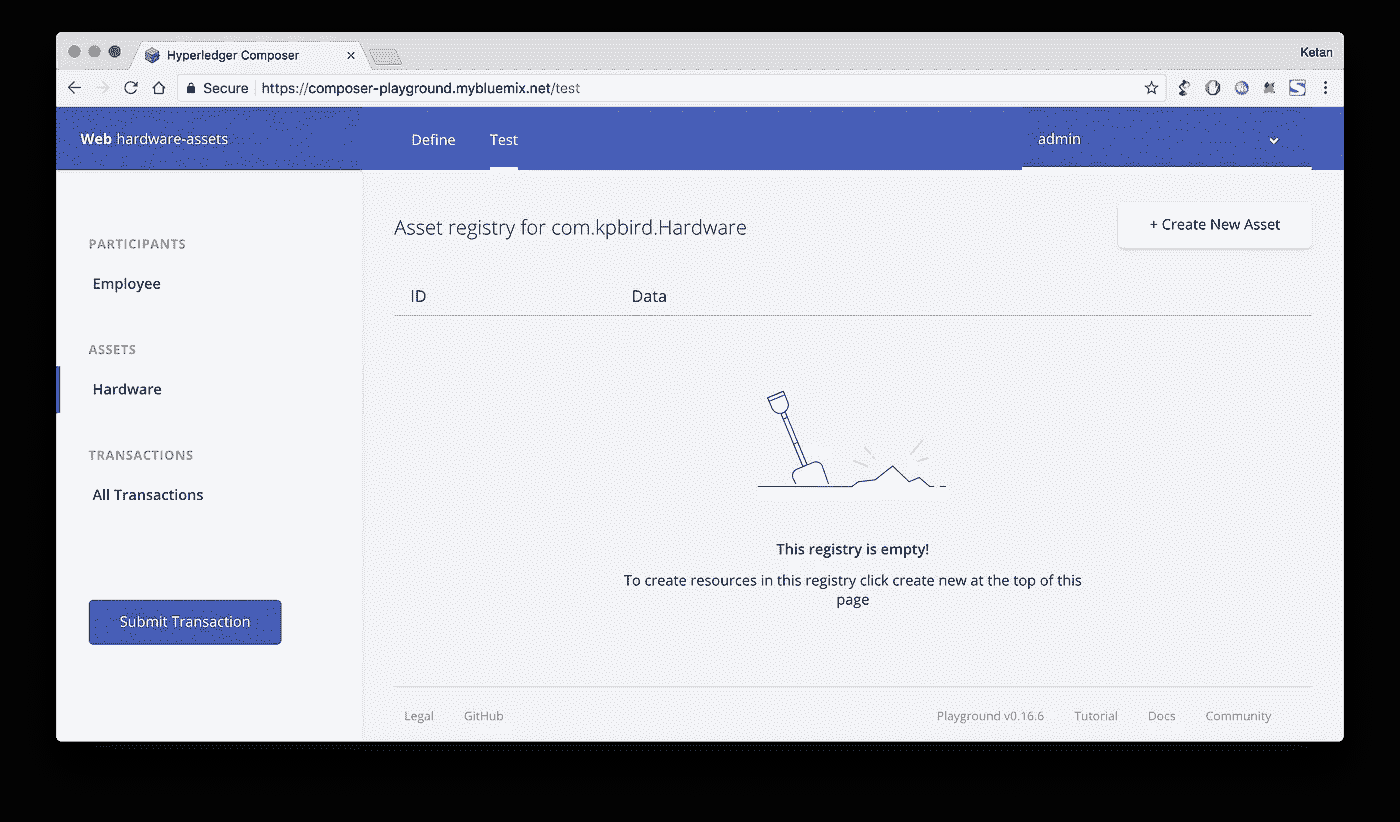 Hyperledger Composer
Ketan
Secure https://composer-playground.mybluemix.net/test
Web hardware-assets
Define
Test
admin
PARTICIPANTS
Employee
ASSETS
Hardware
TRANSACTIONS
All Transactions
Submit Transaction
Asset registry for com.kpbird.Hardware
+ Create New Asset
ID
Data
This registry is empty!
To create resources in this registry click create new at the top of this
page
Legal
GitHub
Playground v0.16.6
Tutorial
Docs
Community